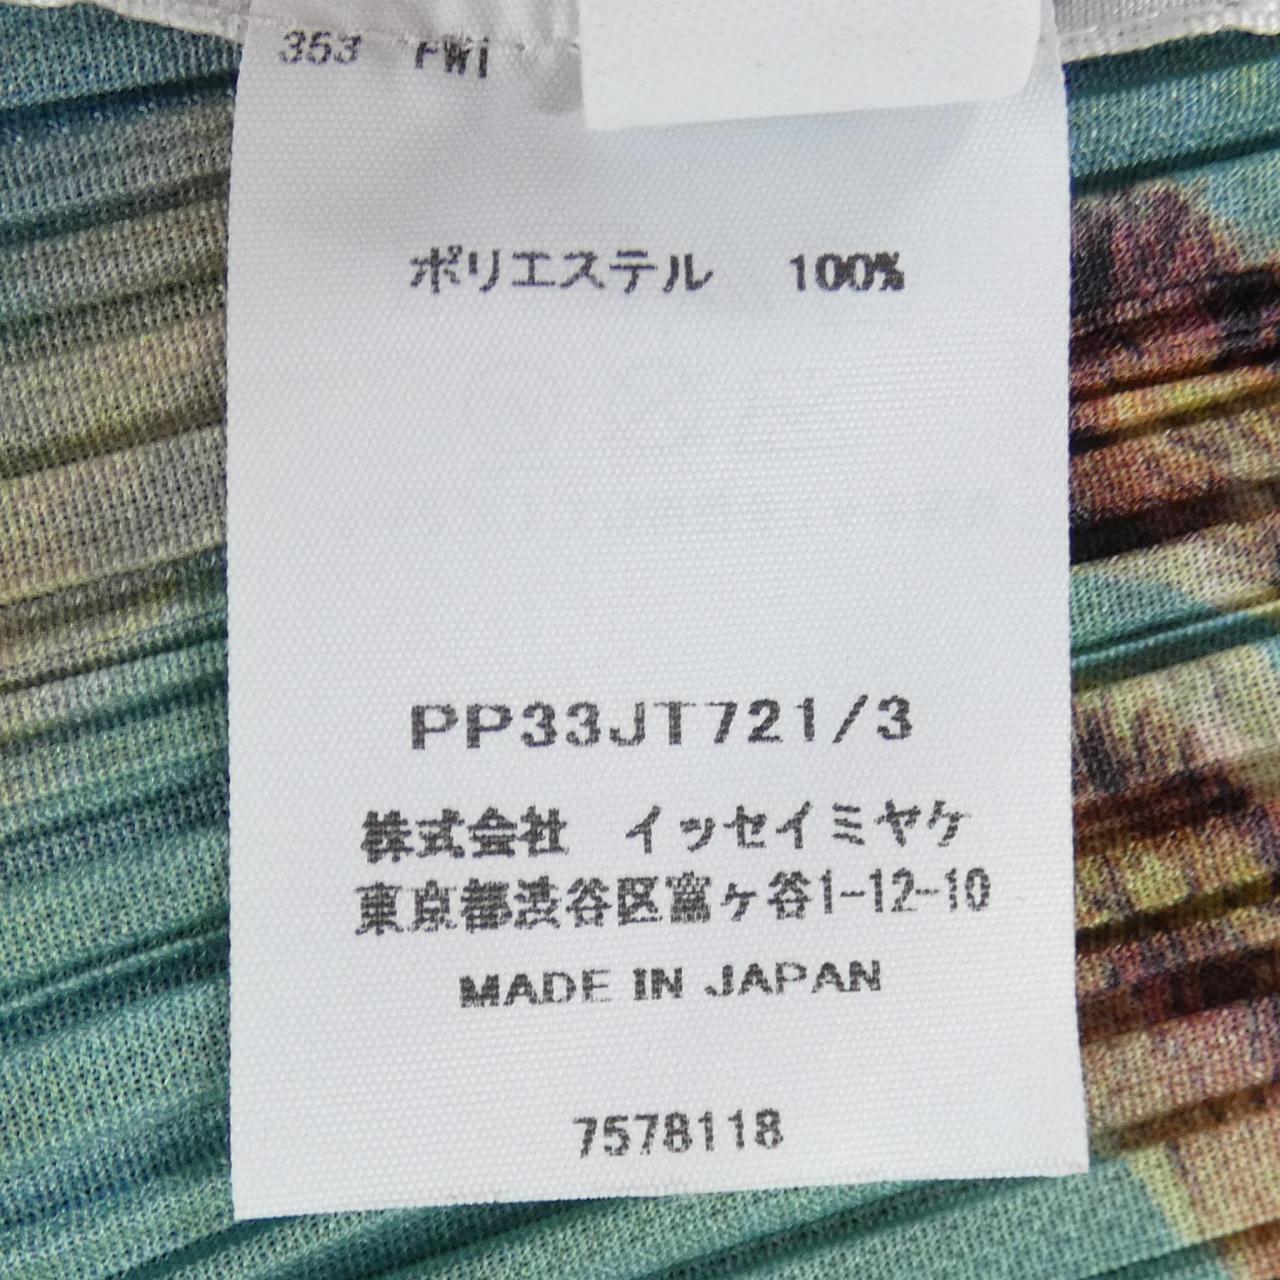 353
ポリエステル 100%
PP33JT721/3
株式会社 イッセイミヤケ
東京都渋谷区富ヶ谷1-12-10
MADE IN JAPAN
7578118